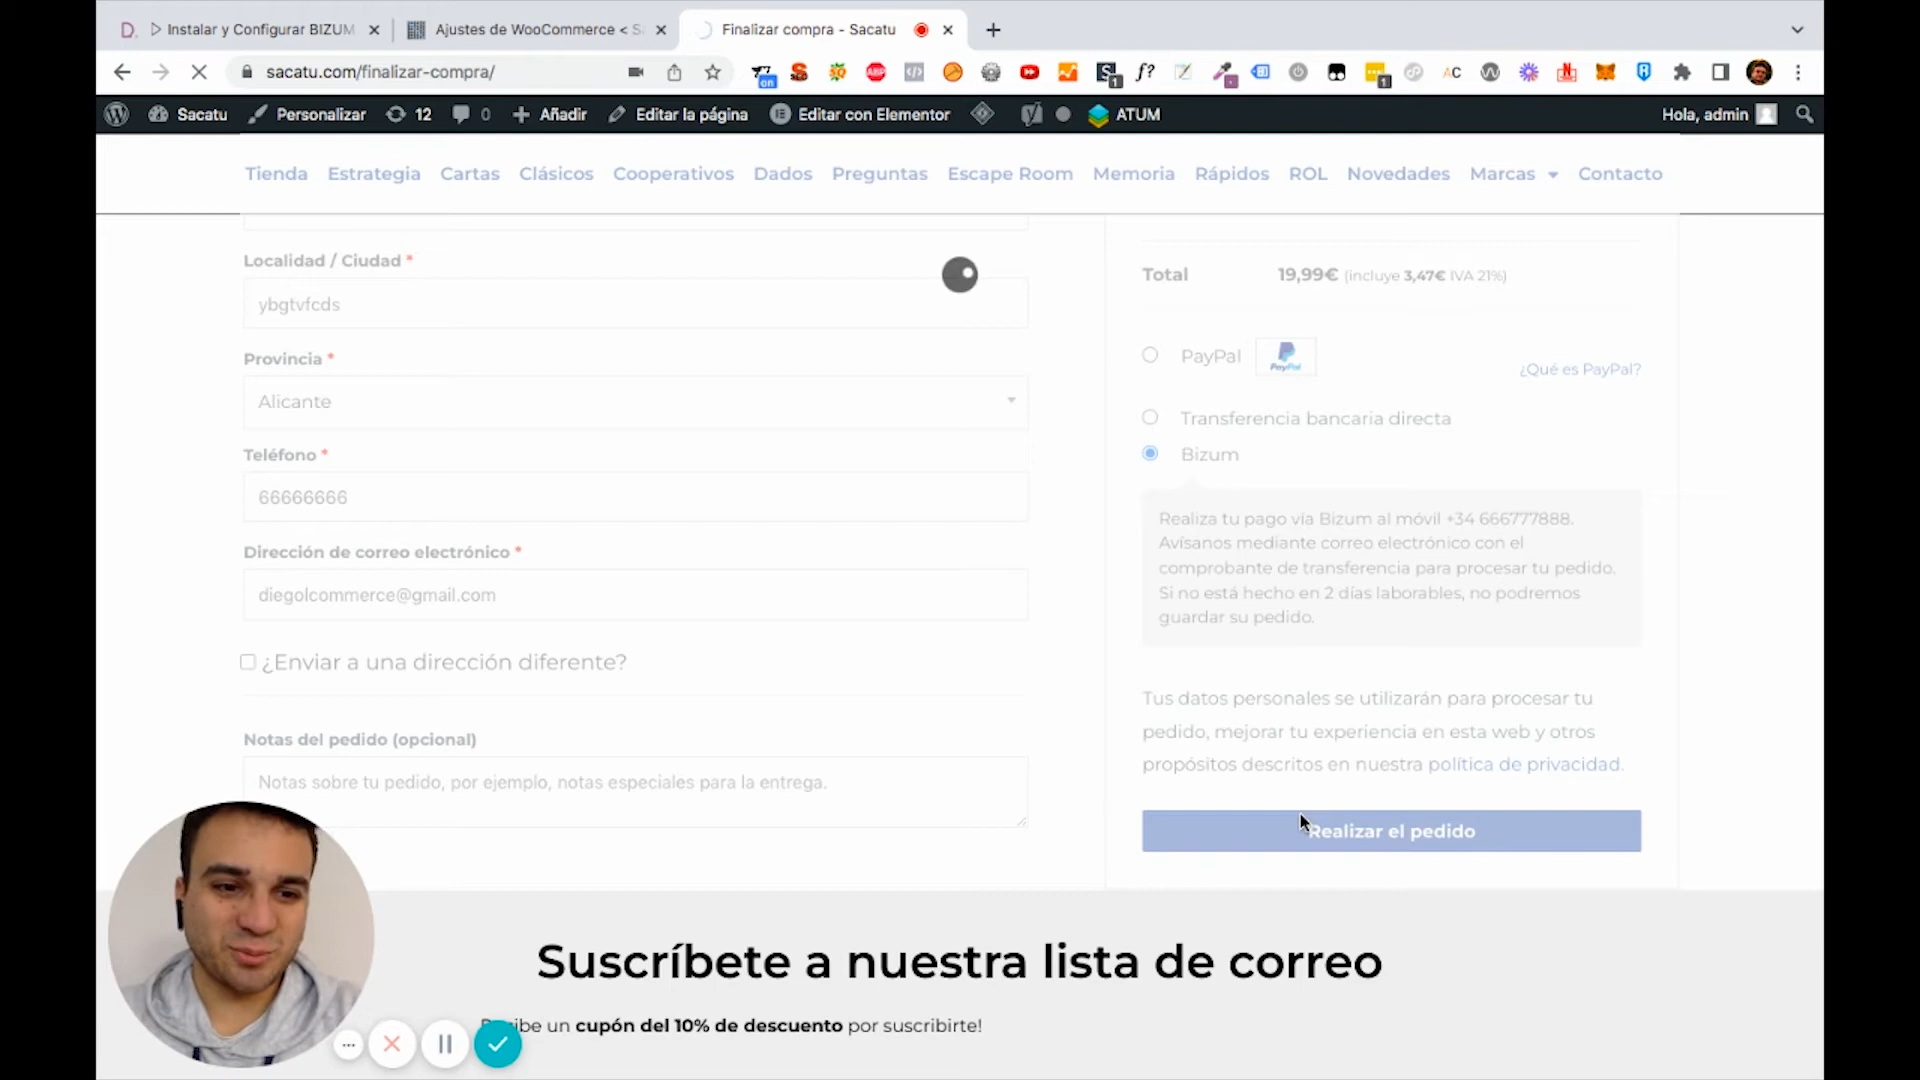 D. ▷ Instalar y Configurar BIZUM
Ajustes de WooCommerce < S
Finalizar compra - Sacatu
sacatu.com/finalizar-compra/
on
ABP
1
f?
1
AC
Sacatu
Personalizar
12
0
Añadir
Editar la página
Editar con Elementor
ATUM
Hola, admin
Tienda Estrategia Cartas Clásicos Cooperativos Dados Preguntas Escape Room Memoria Rápidos ROL Novedades Marcas Contacto
Localidad / Ciudad *
ybgtvfcds
Provincia *
Alicante
Teléfono *
66666666
Dirección de correo electrónico *
diegolcommerce@gmail.com
¿Enviar a una dirección diferente?
Notas del pedido (opcional)
Notas sobre tu pedido, por ejemplo, notas especiales para la entrega.
Total 19,99€ (incluye 3,47€ IVA 21%)
PayPal
PayPal
¿Qué es PayPal?
Transferencia bancaria directa
Bizum
Realiza tu pago vía Bizum al móvil +34 666777888.
Avísanos mediante correo electrónico con el
comprobante de transferencia para procesar tu pedido.
Si no está hecho en 2 días laborables, no podremos
guardar su pedido.
Tus datos personales se utilizarán para procesar tu
pedido, mejorar tu experiencia en esta web y otros
propósitos descritos en nuestra política de privacidad.
Realizar el pedido
Suscríbete a nuestra lista de correo
un cupón del 10% de descuento por suscribirte!